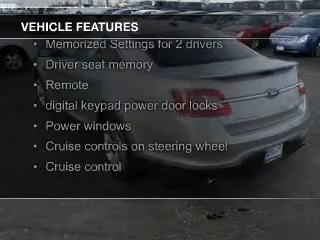 VEHICLE FEATURES
• Memorized Settings for 2 drivers
• Driver seat memory
• Remote
• digital keypad power door locks
• Power windows
• Cruise controls on steering wheel
• Cruise control